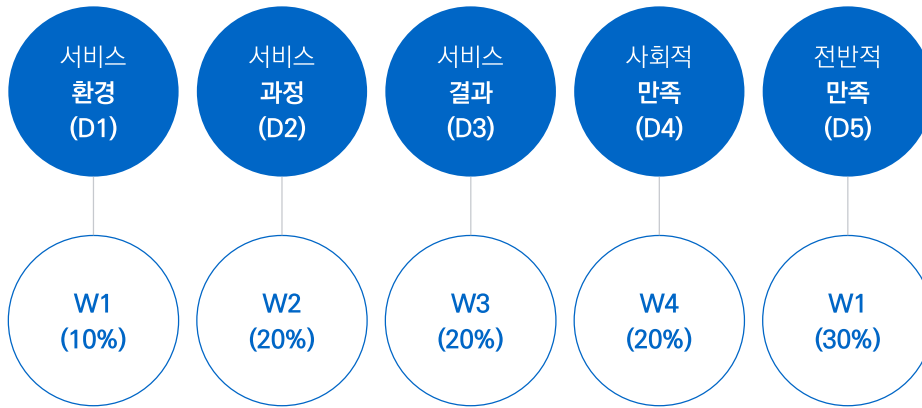 서비스
환경
(D1)
서비스
과정
(D2)
서비스
결과
(D3)
사회적
만족
(D4)
전반적
만족
(D5)
W1
(10%)
W2
(20%)
W3
(20%)
W4
(20%)
W1
(30%)